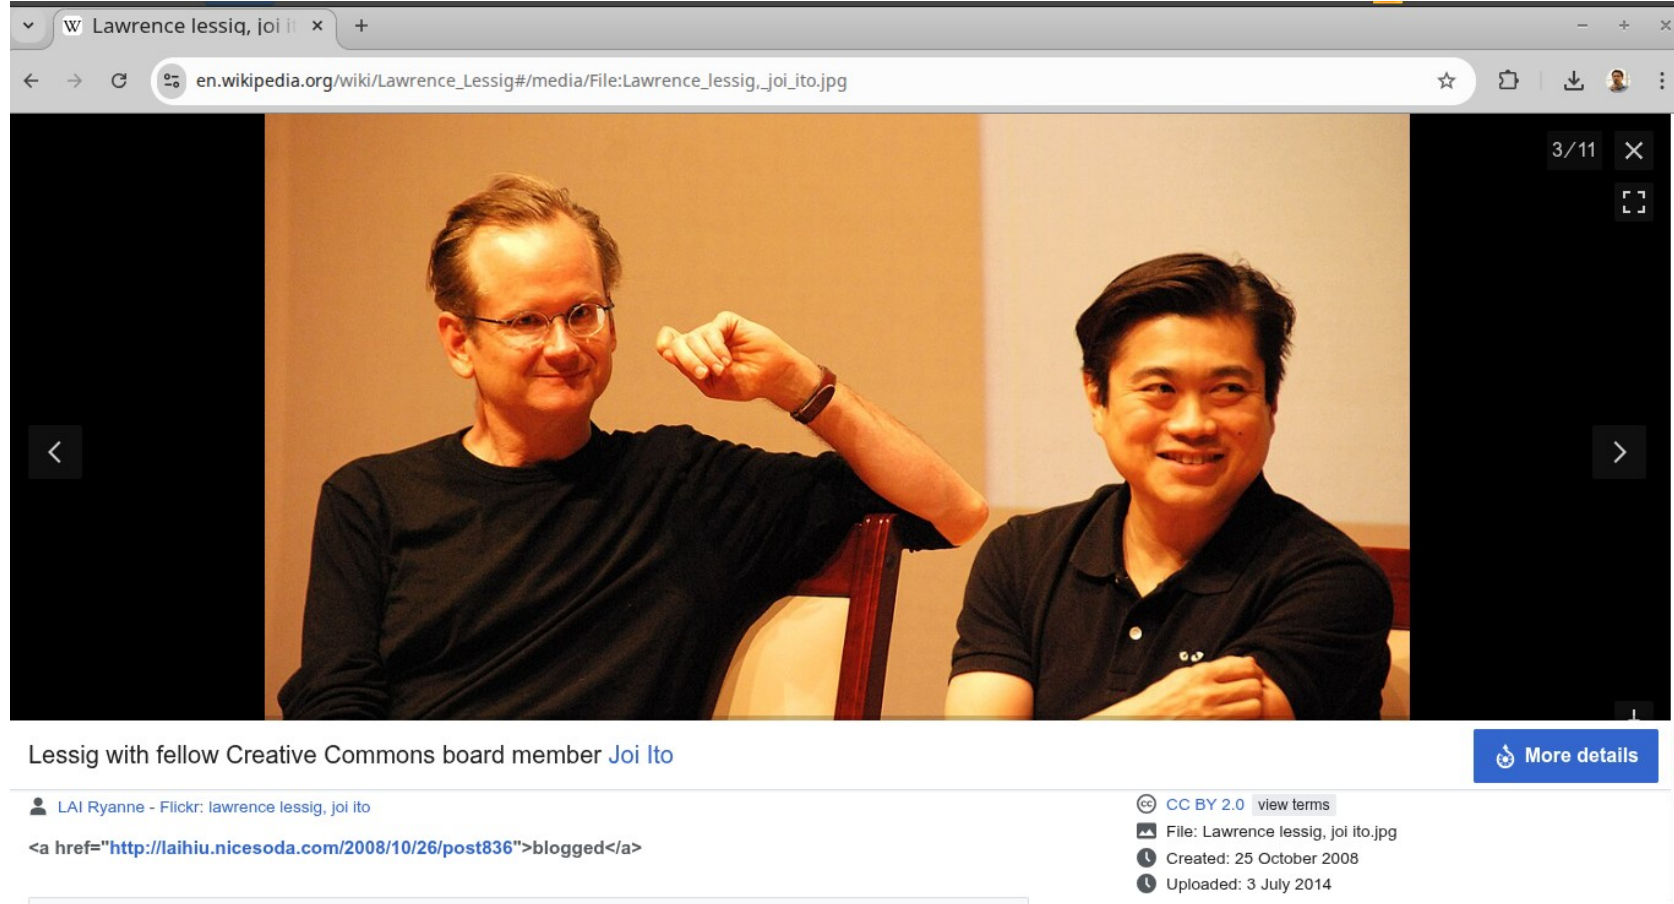 W Lawrence lessig, joi it
en.wikipedia.org/wiki/Lawrence_Lessig#/media/File:Lawrence_lessig,_joi_ito.jpg
3/11
Lessig with fellow Creative Commons board member Joi Ito
More details
LAI Ryanne - Flickr: lawrence lessig, joi ito
<a href="http://laihiu.nicesoda.com/2008/10/26/post836">blogged</a>
CC BY 2.0 view terms
File: Lawrence lessig, joi ito.jpg
Created: 25 October 2008
Uploaded: 3 July 2014